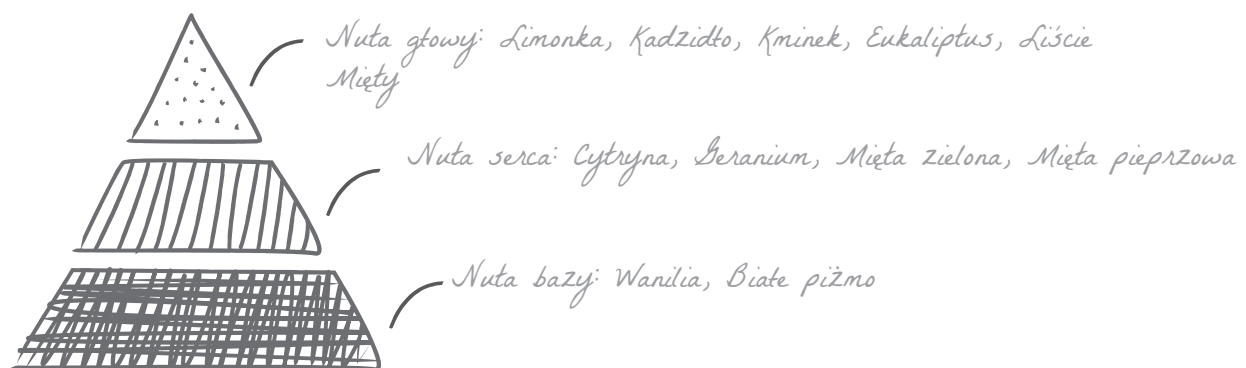 Nuta głowy: Limonka, Kadzidło, Kminek, Eukaliptus, Liście
Mięty
Nuta serca: Cytryna, Geranium, Mięta zielona, Mięta pieprzowa
Nuta bazy: Wanilia, Białe piżmo